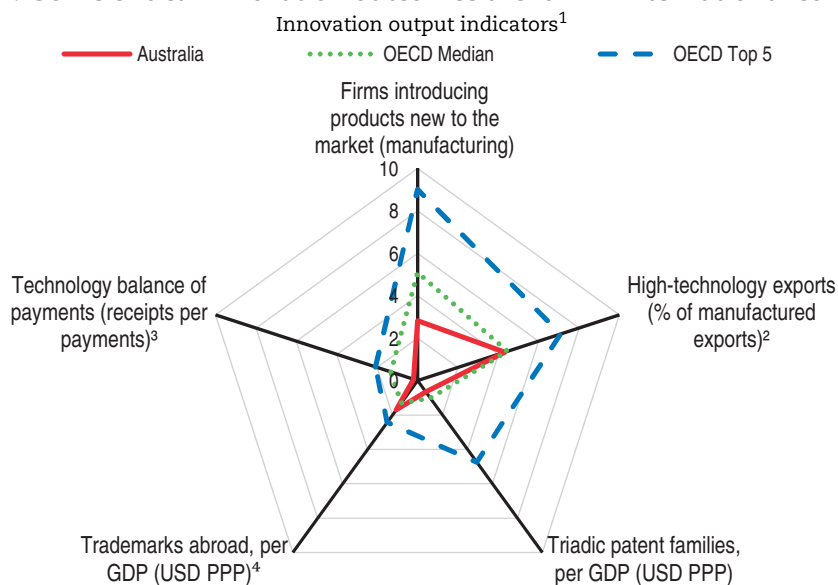 Innovation output indicators¹
Australia
OECD Median
OECD Top 5
Firms introducing
products new to the
market (manufacturing)
10
8
6
4
2
0
Technology balance of
payments (receipts per
payments)³
High-technology exports
(% of manufactured
exports)²
Trademarks abroad, per
GDP (USD PPP)⁴
Triadic patent families,
per GDP (USD PPP)